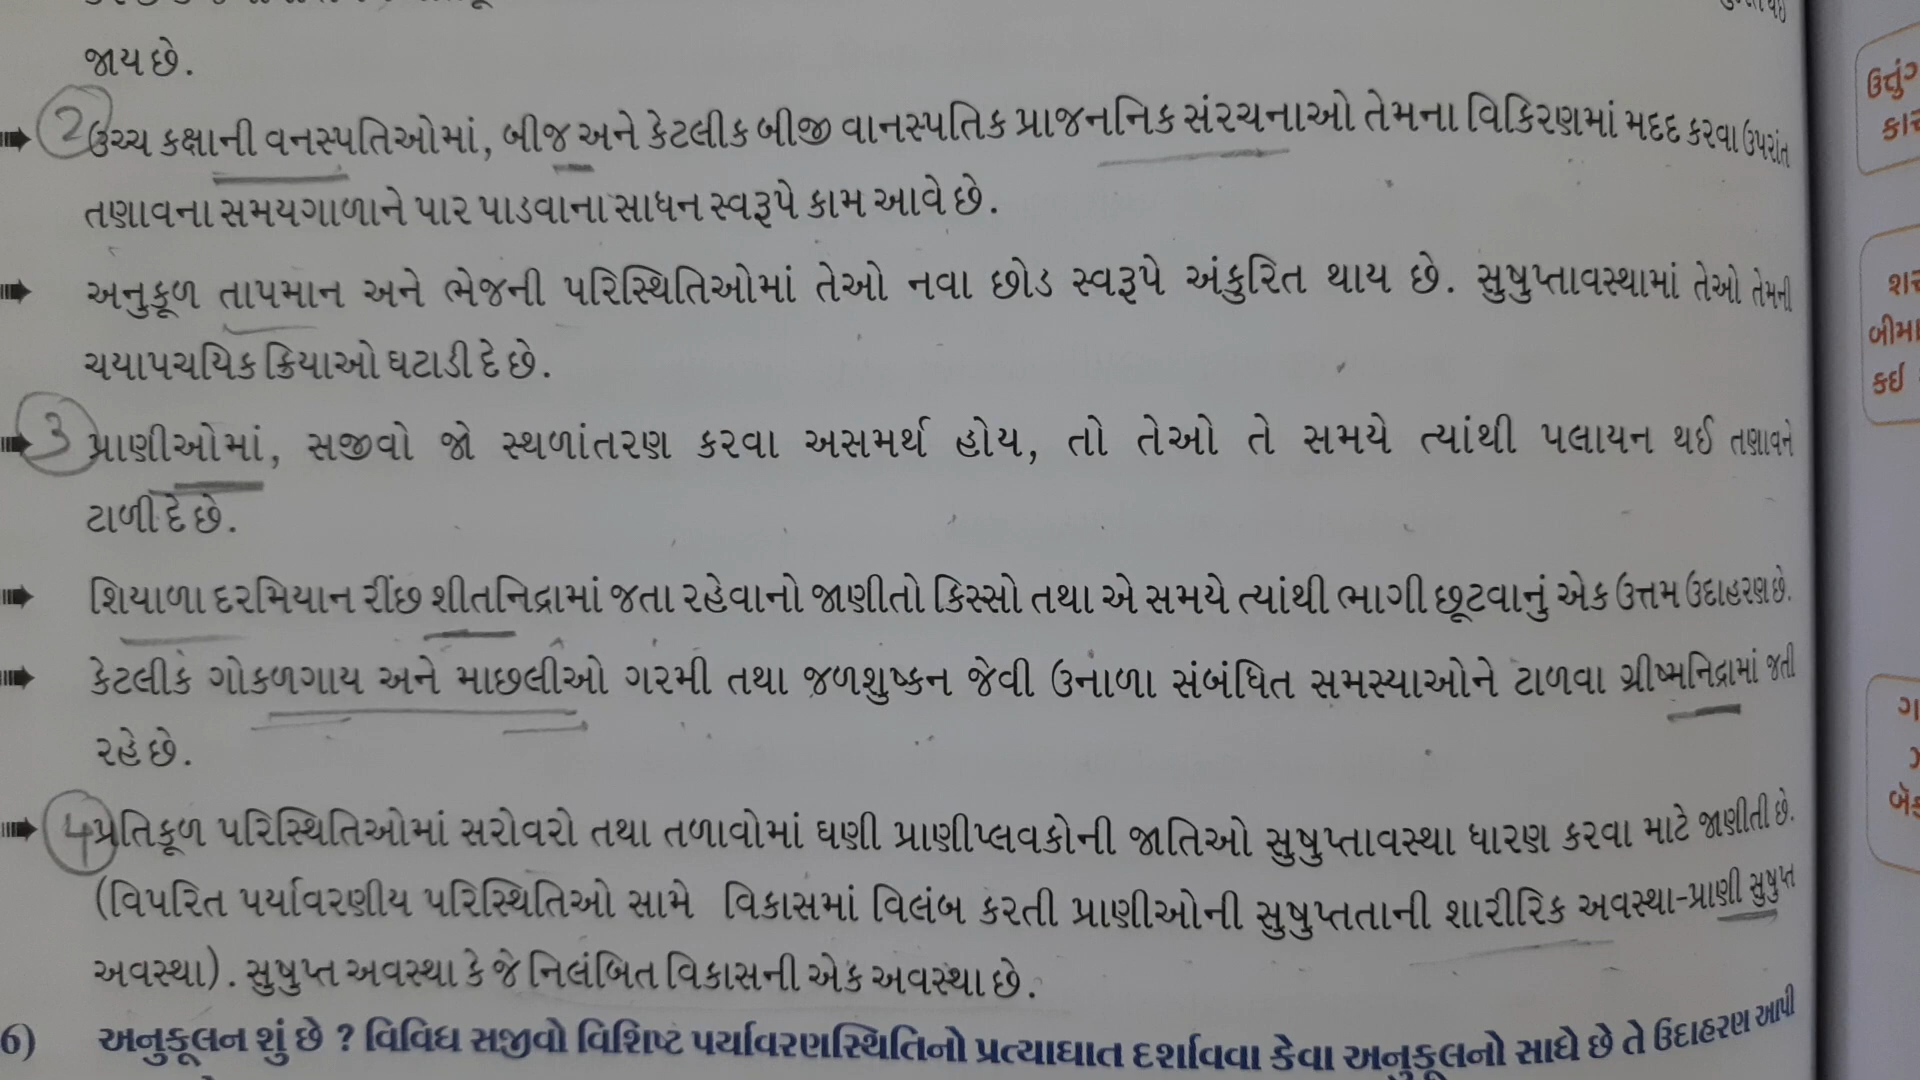 જાય છે.
2 ઉચ્ચ કક્ષાની વનસ્પતિઓમાં, બીજ અને કેટલીક બીજી વાનસ્પતિક પ્રાજનનિક સંરચનાઓ તેમના વિકિરણમાં મદદ કરવા ઉપરાંત
તણાવના સમયગાળાને પાર પાડવાના સાધન સ્વરૂપે કામ આવે છે.
અનુકૂળ તાપમાન અને ભેજની પરિસ્થિતિઓમાં તેઓ નવા છોડ સ્વરૂપે અંકુરિત થાય છે. સુષુપ્તાવસ્થામાં તેઓ તેમની
ચયાપચયિક ક્રિયાઓ ઘટાડી દે છે.
3 પ્રાણીઓમાં, સજીવો જો સ્થળાંતરણ કરવા અસમર્થ હોય, તો તેઓ તે સમયે ત્યાંથી પલાયન થઈ તણાવને
ટાળી દે છે.
શિયાળા દરમિયાન રીંછ શીતનિદ્રામાં જતા રહેવાનો જાણીતો કિસ્સો તથા એ સમયે ત્યાંથી ભાગી છૂટવાનું એક ઉત્તમ ઉદાહરણ છે.
કેટલીક ગોકળગાય અને માછલીઓ ગરમી તથા જળશુષ્કન જેવી ઉનાળા સંબંધિત સમસ્યાઓને ટાળવા ગ્રીષ્મનિદ્રામાં જતી
રહે છે.
4 પ્રતિકૂળ પરિસ્થિતિઓમાં સરોવરો તથા તળાવોમાં ઘણી પ્રાણીપ્લવકોની જાતિઓ સુષુપ્તાવસ્થા ધારણ કરવા માટે જાણીતી છે.
(વિપરિત પર્યાવરણીય પરિસ્થિતિઓ સામે વિકાસમાં વિલંબ કરતી પ્રાણીઓની સુષુપ્તતાની શારીરિક અવસ્થા-પ્રાણી સુષુપ્ત
અવસ્થા). સુષુપ્ત અવસ્થા કે જે નિલંબિત વિકાસની એક અવસ્થા છે.
6) અનુકૂલન શું છે ? વિવિધ સજીવો વિશિષ્ટ પર્યાવરણસ્થિતિનો પ્રત્યાઘાત દર્શાવવા કેવા અનુકૂલનો સાધે છે તે ઉદાહરણ આપી
કઈ